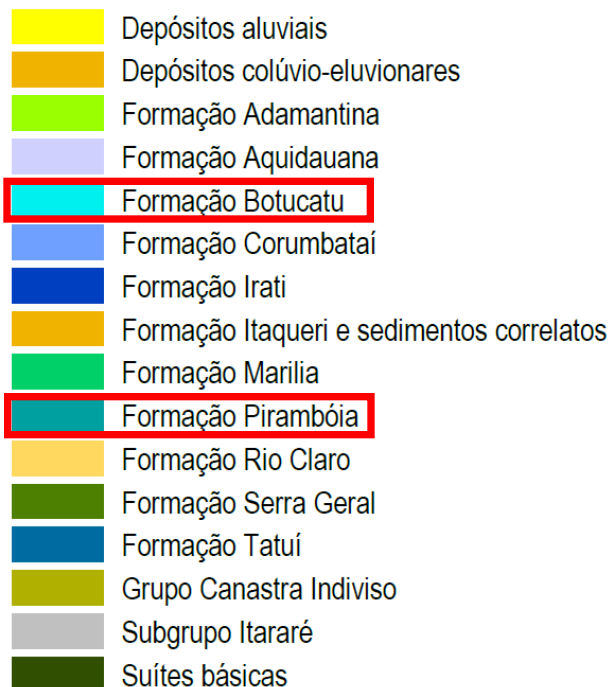 Depósitos aluviais
Depósitos colúvio-eluvionares
Formação Adamantina
Formação Aquidauana
Formação Botucatu
Formação Corumbataí
Formação Irati
Formação Itaqueri e sedimentos correlatos
Formação Marilia
Formação Pirambóia
Formação Rio Claro
Formação Serra Geral
Formação Tatuí
Grupo Canastra Indiviso
Subgrupo Itararé
Suítes básicas